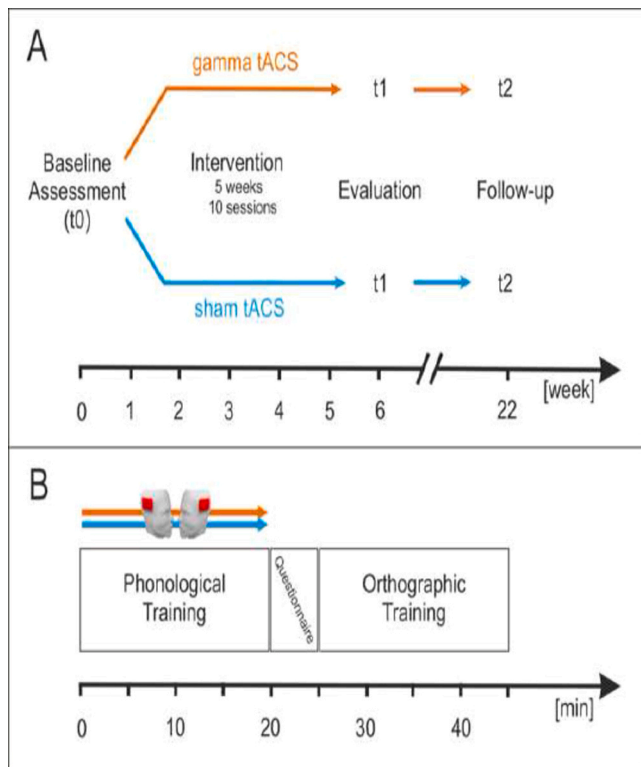 A
gamma tACS
t1
t2
Baseline
Assessment
(t0)
Intervention
5 weeks
10 sessions
Evaluation
Follow-up
t1
t2
sham tACS
[week]
0 1 2 3 4 5 6 22
B
Phonological
Training
Questionnaire
Orthographic
Training
[min]
0 10 20 30 40